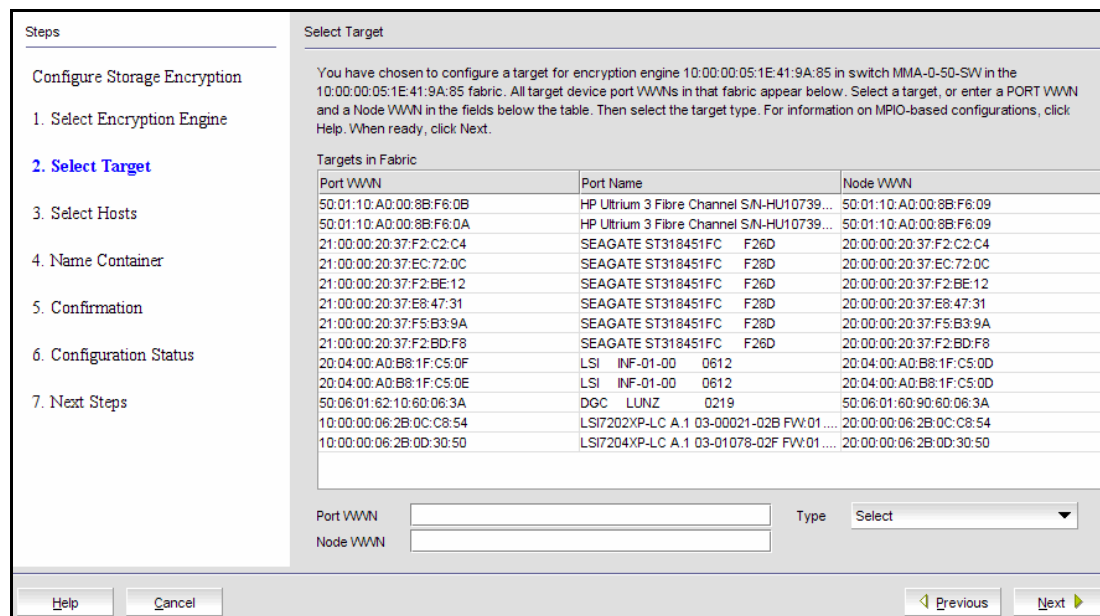 Steps
Configure Storage Encryption
1. Select Encryption Engine
2. Select Target
3. Select Hosts
4. Name Container
5. Confirmation
6. Configuration Status
7. Next Steps
Select Target
You have chosen to configure a target for encryption engine 10:00:00:05:1E:41:9A:85 in switch MMA-0-50-SW in the
10:00:00:05:1E:41:9A:85 fabric. All target device port WWNs in that fabric appear below. Select a target, or enter a PORT WWN
and a Node WWN in the fields below the table. Then select the target type. For information on MPIO-based configurations, click
Help. When ready, click Next.
Targets in Fabric
Port WWN Port Name Node WWN
50:01:10:A0:00:8B:F6:0B HP Ultrium 3 Fibre Channel S/N-HU10739... 50:01:10:A0:00:8B:F6:09
50:01:10:A0:00:8B:F6:0A HP Ultrium 3 Fibre Channel S/N-HU10739... 50:01:10:A0:00:8B:F6:09
21:00:00:20:37:F2:C2:C4 SEAGATE ST318451FC F26D 20:00:00:20:37:F2:C2:C4
21:00:00:20:37:EC:72:0C SEAGATE ST318451FC F28D 20:00:00:20:37:EC:72:0C
21:00:00:20:37:F2:BE:12 SEAGATE ST318451FC F26D 20:00:00:20:37:F2:BE:12
21:00:00:20:37:E8:47:31 SEAGATE ST318451FC F28D 20:00:00:20:37:E8:47:31
21:00:00:20:37:F5:B3:9A SEAGATE ST318451FC F28D 20:00:00:20:37:F5:B3:9A
21:00:00:20:37:F2:BD:F8 SEAGATE ST318451FC F26D 20:00:00:20:37:F2:BD:F8
20:04:00:A0:B8:1F:C5:0F LSI INF-01-00 0612 20:04:00:A0:B8:1F:C5:0D
20:04:00:A0:B8:1F:C5:0E LSI INF-01-00 0612 20:04:00:A0:B8:1F:C5:0D
50:06:01:62:10:60:06:3A DGC LUNZ 0219 50:06:01:60:90:60:06:3A
10:00:00:06:2B:0C:C8:54 LSI7202XP-LC A.1 03-00021-02B FW:01.... 20:00:00:06:2B:0C:C8:54
10:00:00:06:2B:0D:30:50 LSI7204XP-LC A.1 03-01078-02F FW:01.... 20:00:00:06:2B:0D:30:50
Port WWN Type Select
Node WWN
Help Cancel Previous Next